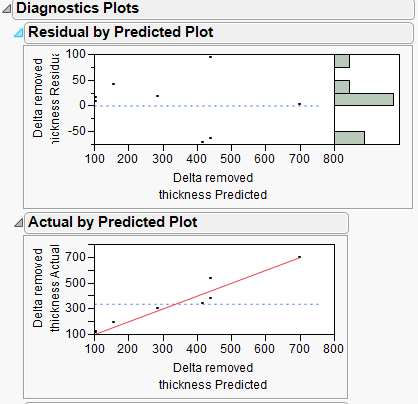 Diagnostics Plots
Residual by Predicted Plot
Delta removed
hickness Residua
100
50
0
-50
100 200 300 400 500 600 700 800
Delta removed
thickness Predicted
Actual by Predicted Plot
Delta removed
thickness Actual
700
500
300
100
100 200 300 400 500 600 700 800
Delta removed
thickness Predicted